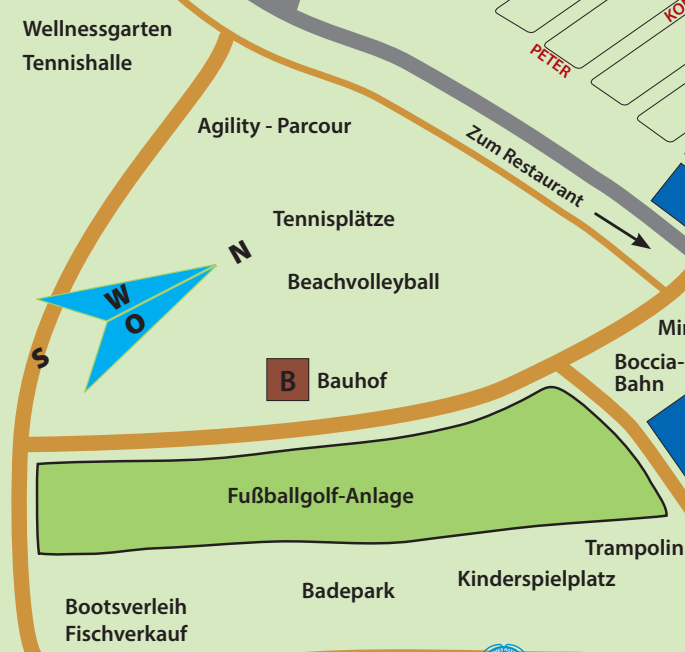 Wellnessgarten
Tennishalle
PETER
Agility - Parcour
Zum Restaurant
Tennisplätze
N
W
O
S
Beachvolleyball
B Bauhof
Boccia-
Bahn
Fußballgolf-Anlage
Trampolin
Kinderspielplatz
Badepark
Bootsverleih
Fischverkauf